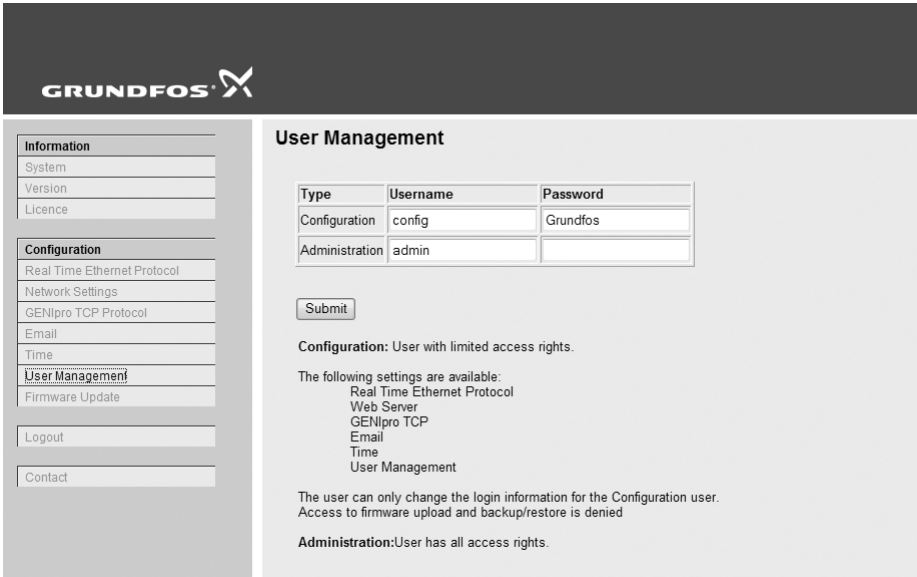 GRUNDFOS
Information
System
Version
Licence
Configuration
Real Time Ethernet Protocol
Network Settings
GENIpro TCP Protocol
Email
Time
User Management
Firmware Update
Logout
Contact
User Management
Type Username Password
Configuration config Grundfos
Administration admin
Submit
Configuration: User with limited access rights.
The following settings are available:
Real Time Ethernet Protocol
Web Server
GENIpro TCP
Email
Time
User Management
The user can only change the login information for the Configuration user.
Access to firmware upload and backup/restore is denied
Administration:User has all access rights.